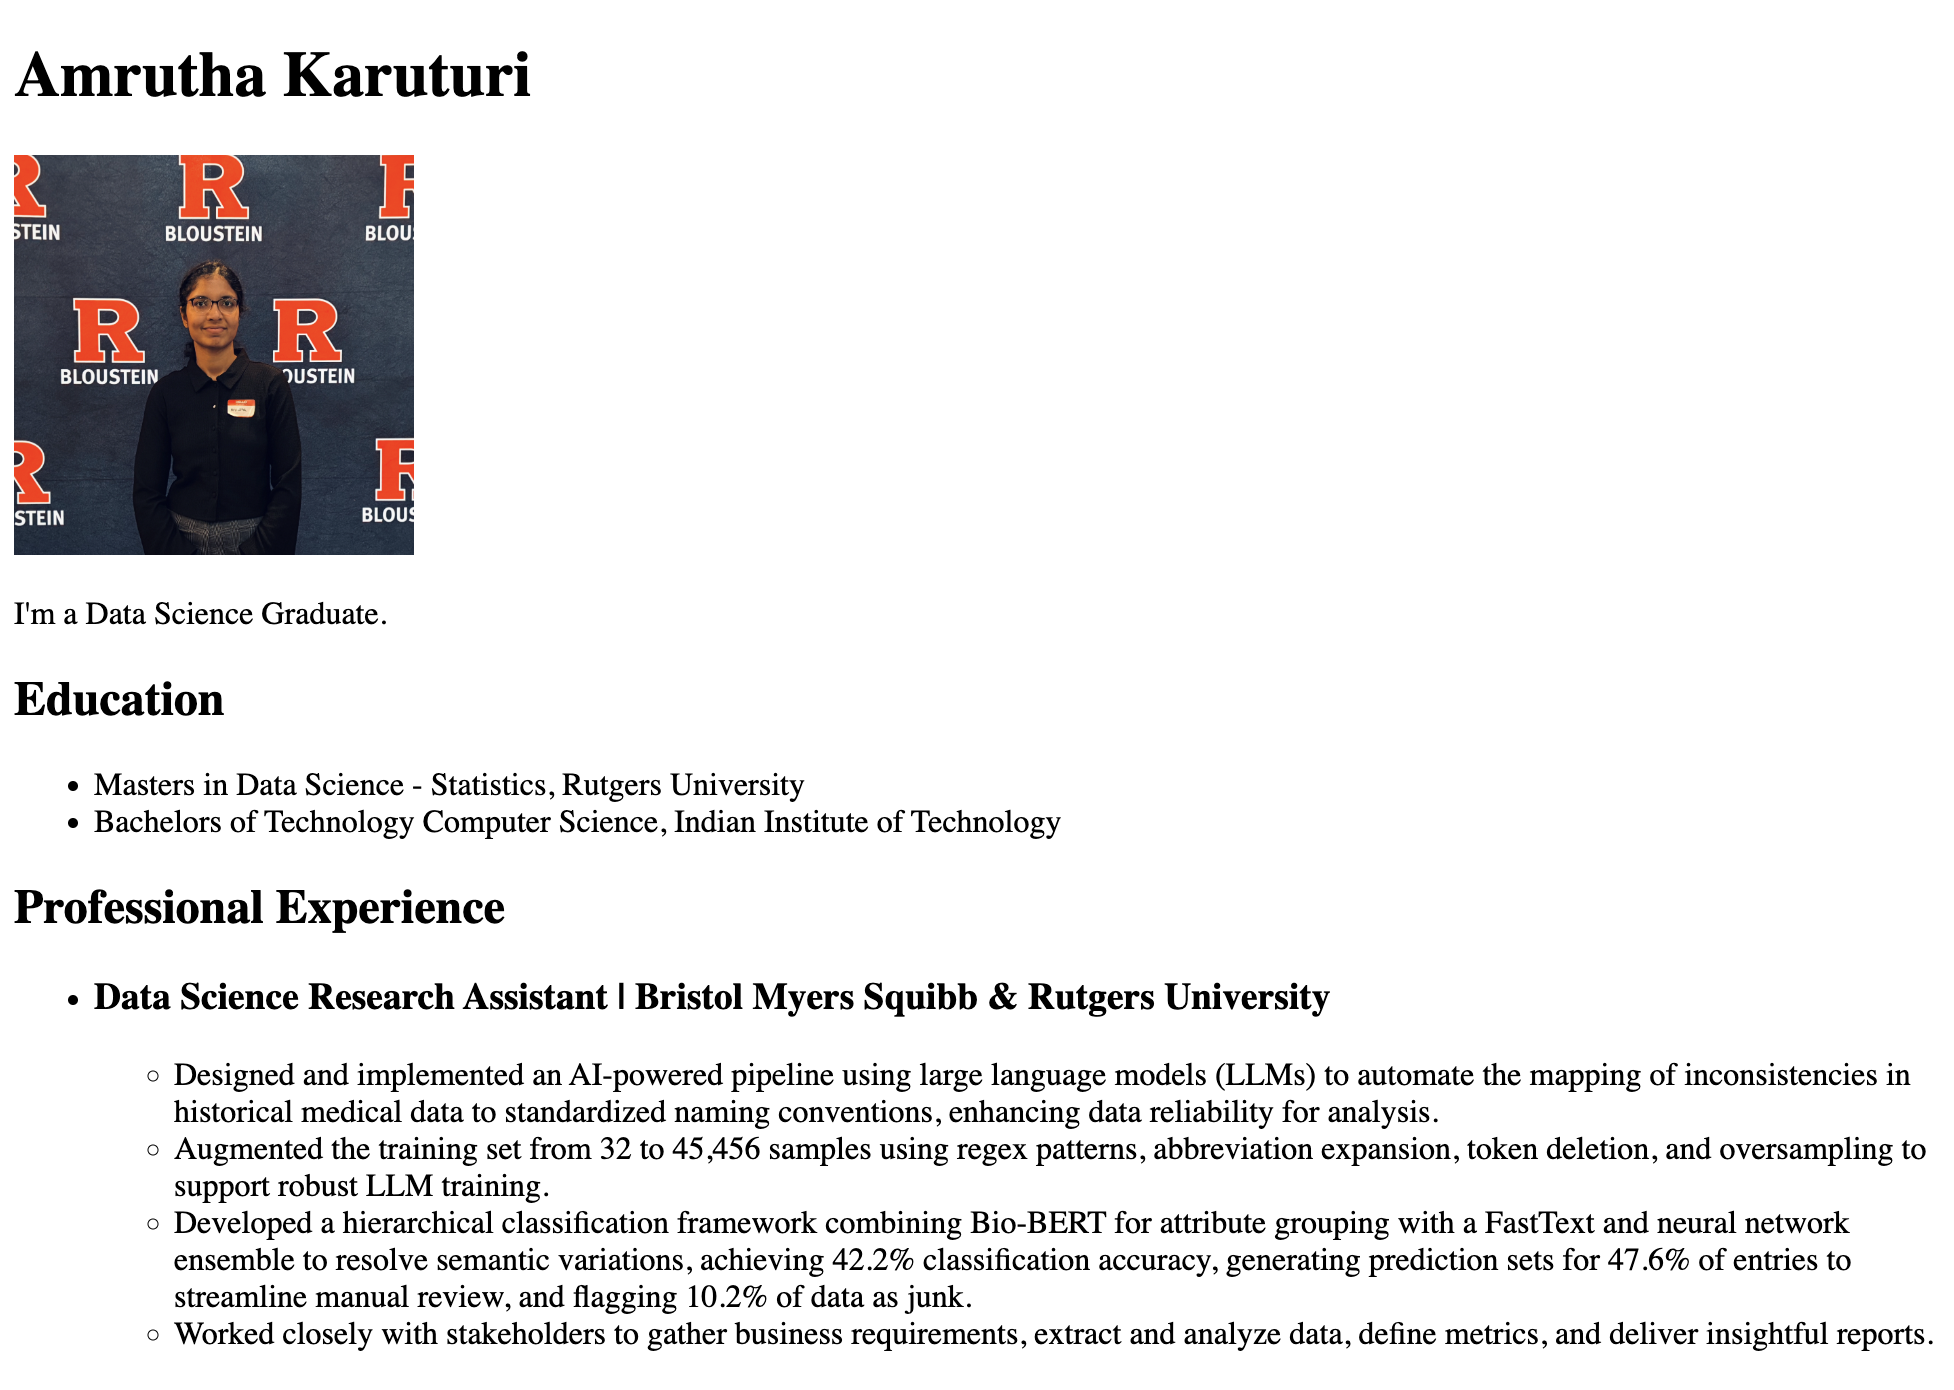 Amrutha Karuturi
R R R
STEIN BLOUSTEIN BLOU
R R
BLOUSTEIN OUSTEIN
R R
STEIN BLOUS
I'm a Data Science Graduate.
Education
• Masters in Data Science - Statistics, Rutgers University
• Bachelors of Technology Computer Science, Indian Institute of Technology
Professional Experience
• Data Science Research Assistant | Bristol Myers Squibb & Rutgers University
◦ Designed and implemented an AI-powered pipeline using large language models (LLMs) to automate the mapping of inconsistencies in
historical medical data to standardized naming conventions, enhancing data reliability for analysis.
◦ Augmented the training set from 32 to 45,456 samples using regex patterns, abbreviation expansion, token deletion, and oversampling to
support robust LLM training.
◦ Developed a hierarchical classification framework combining Bio-BERT for attribute grouping with a FastText and neural network
ensemble to resolve semantic variations, achieving 42.2% classification accuracy, generating prediction sets for 47.6% of entries to
streamline manual review, and flagging 10.2% of data as junk.
◦ Worked closely with stakeholders to gather business requirements, extract and analyze data, define metrics, and deliver insightful reports.